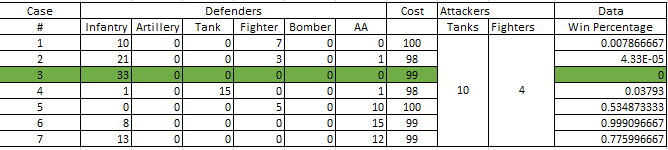 Case Defenders Cost Attackers Data
# Infantry Artillery Tank Fighter Bomber AA Tanks Fighters Win Percentage
1 10 0 0 7 0 0 100 0.007866667
2 21 0 0 3 0 1 98 4.33E-05
3 33 0 0 0 0 0 99 0
4 1 0 15 0 0 1 98 10 4 0.03793
5 0 0 0 5 0 10 100 0.534873333
6 8 0 0 0 0 15 99 0.999096667
7 13 0 0 0 0 12 99 0.775996667